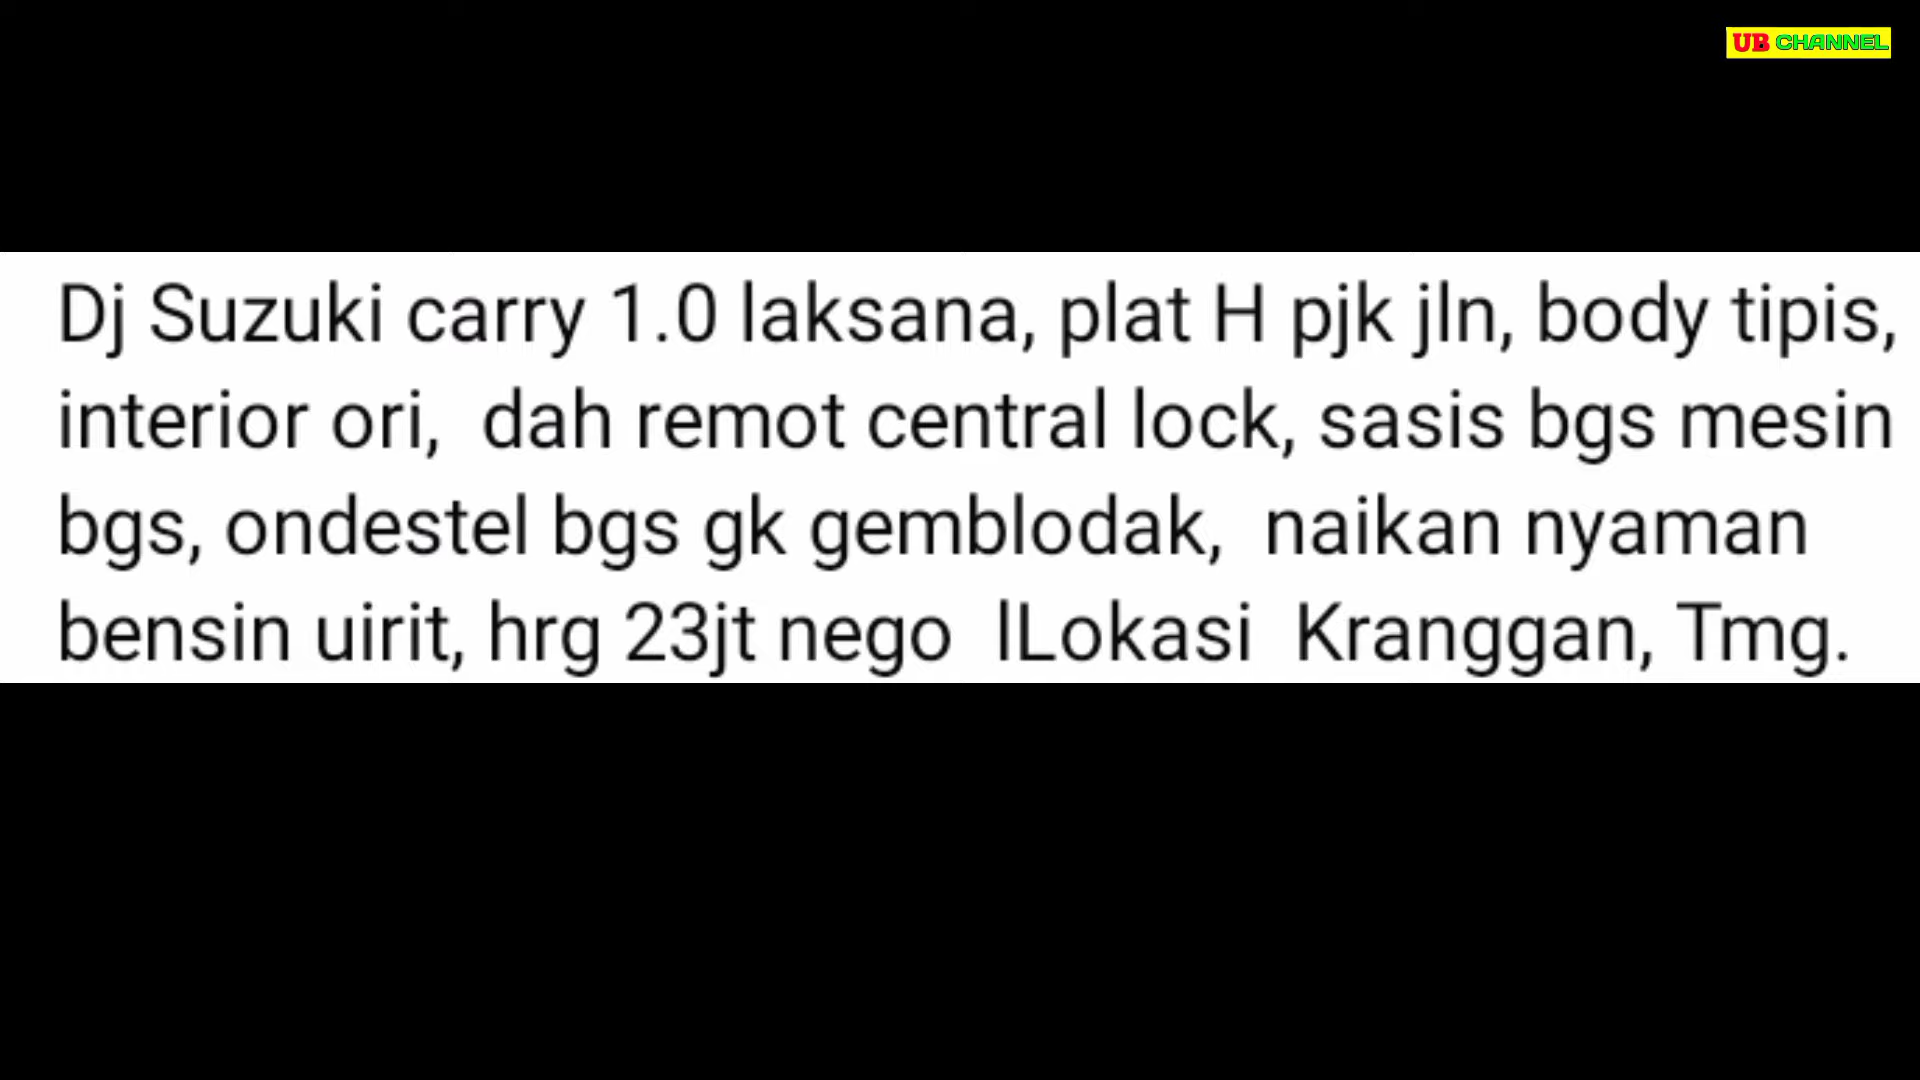 UB CHANNEL
Dj Suzuki carry 1.0 laksana, plat H pjk jln, body tipis,
interior ori,  dah remot central lock, sasis bgs mesin
bgs, ondestel bgs gk gemblodak,  naikan nyaman
bensin uirit, hrg 23jt nego  lLokasi  Kranggan, Tmg.